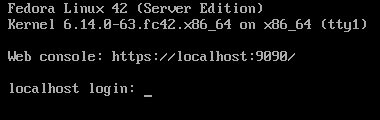 Fedora Linux 42 (Server Edition)
Kernel 6.14.0-63.fc42.x86_64 on x86_64 (tty1)
Web console: https://localhost:9090/
localhost login: _